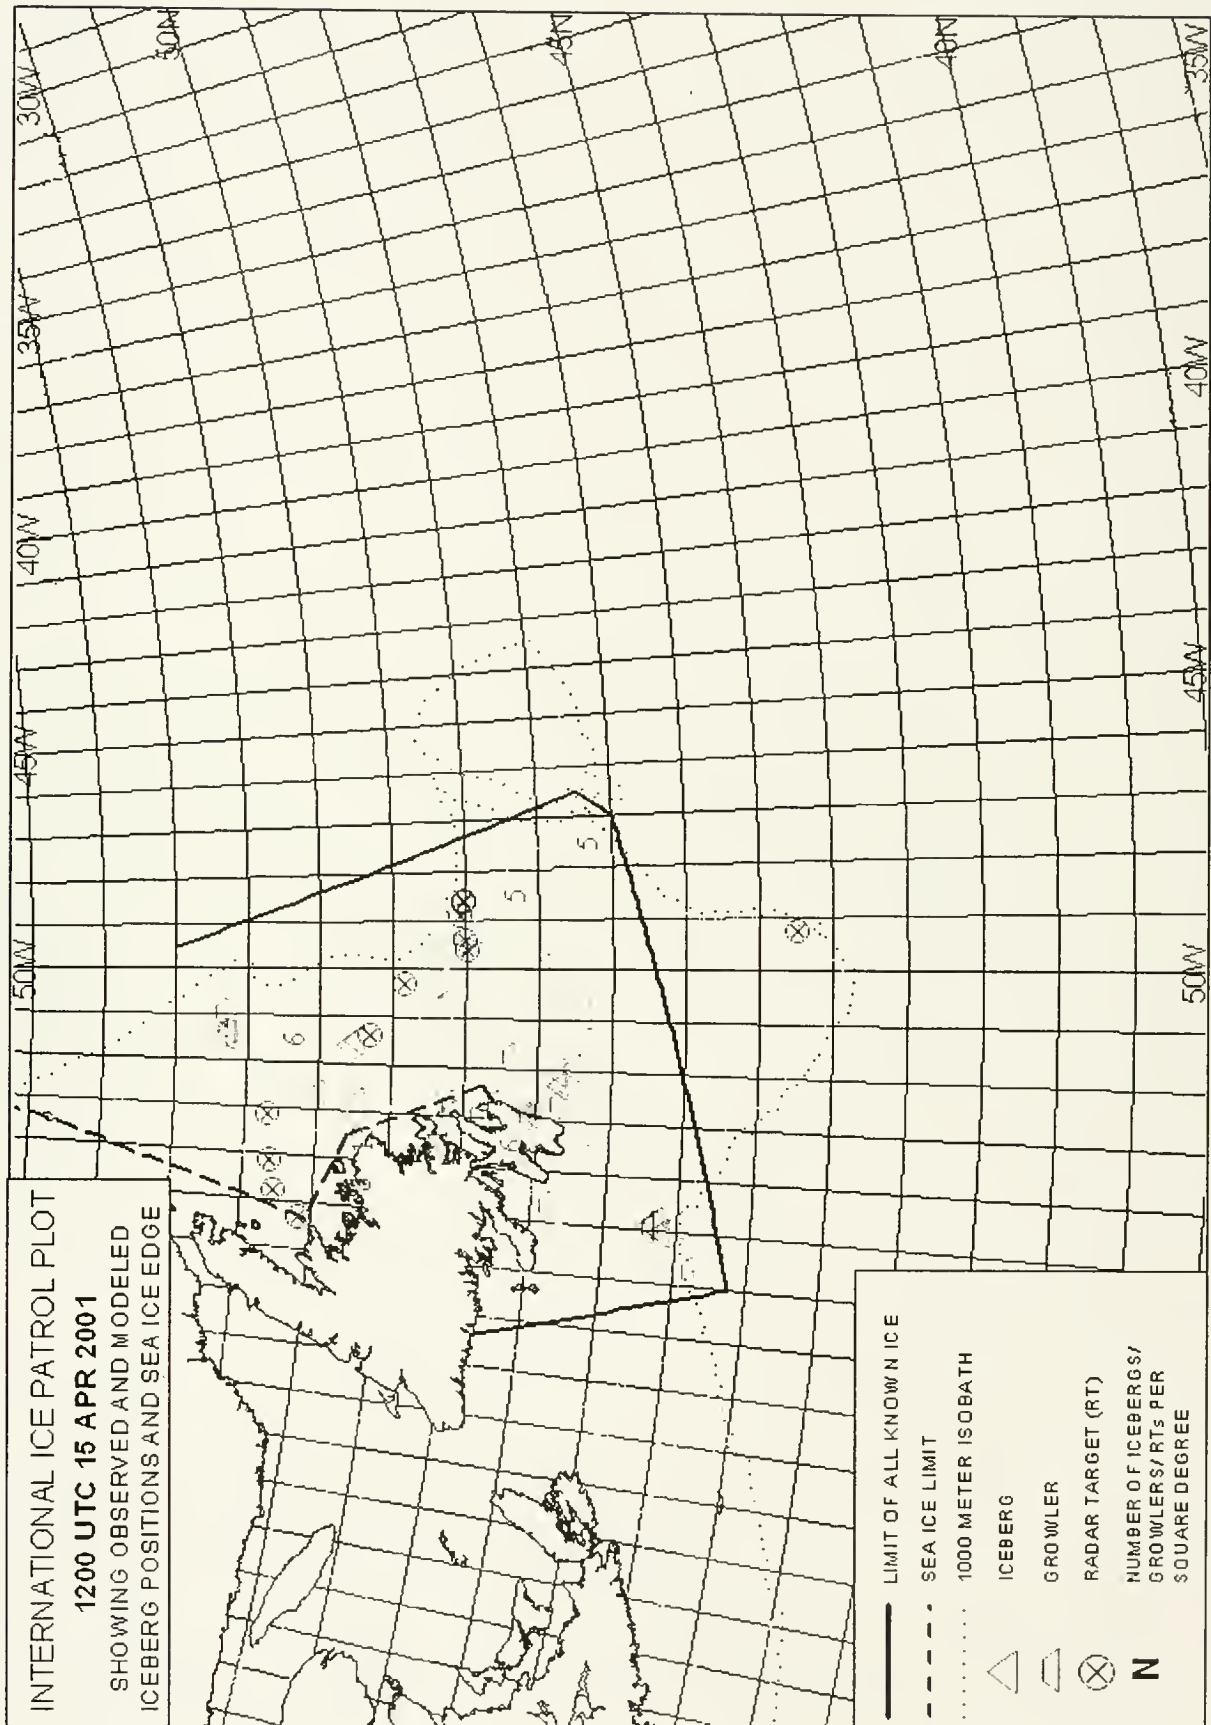 INTERNATIONAL ICE PATROL PLOT
1200 UTC 15 APR 2001
SHOWING OBSERVED AND MODELED
ICEBERG POSITIONS AND SEA ICE EDGE
50W
45W
40W
35W
30W
50N
45N
40N
35W
40W
45W
50W
6
5
5
LIMIT OF ALL KNOWN ICE
SEA ICE LIMIT
1000 METER ISOBATH
ICEBERG
GROWLER
RADAR TARGET (RT)
N
NUMBER OF ICEBERGS/
GROWLERS/RTs PER
SQUARE DEGREE